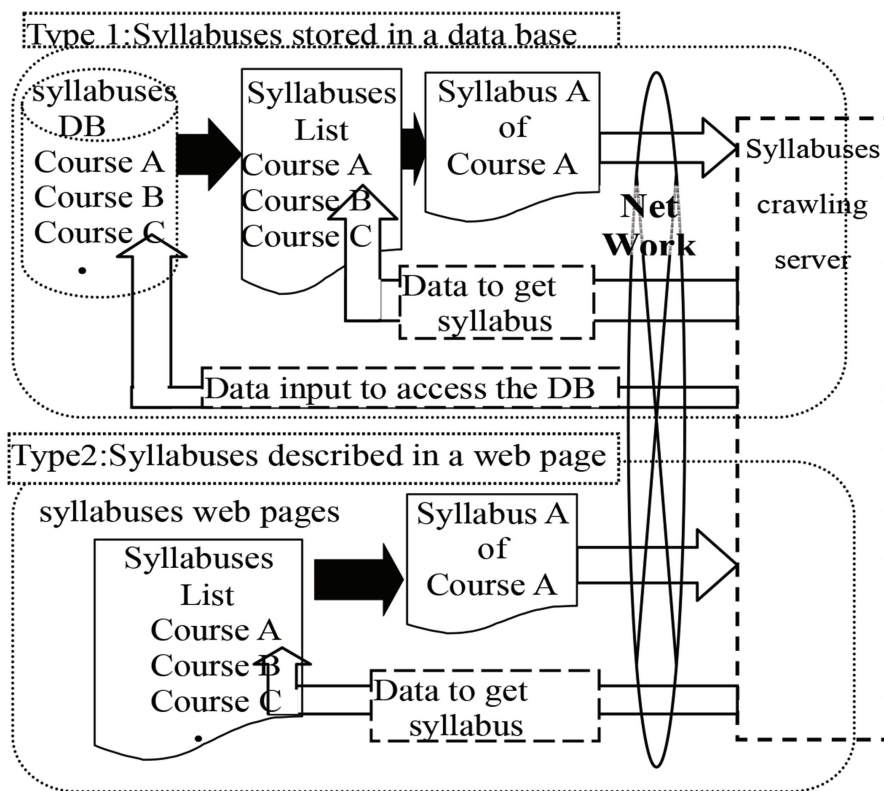 Type 1:Syllabuses stored in a data base
syllabuses
DB
Course A
Course B
Course C
.
Syllabuses
List
Course A
Course B
Course C
Syllabus A
of
Course A
Net
Work
Syllabuses
crawling
server
Data to get
syllabus
Data input to access the DB
Type2:Syllabuses described in a web page
syllabuses web pages
Syllabuses
List
Course A
Course B
Course C
.
Syllabus A
of
Course A
Data to get
syllabus